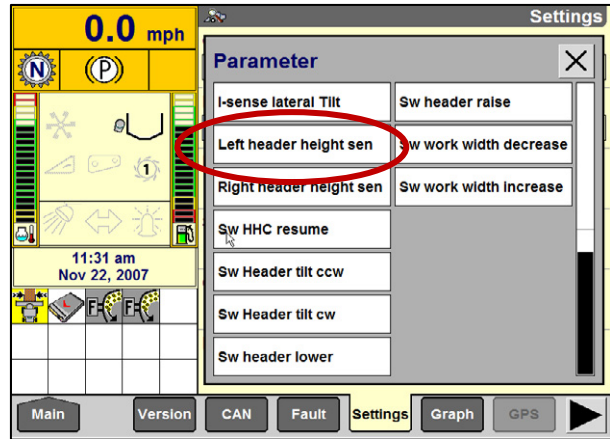 0.0 mph
Settings
N
(P)
Parameter
I-sense lateral Tilt
Sw header raise
Left header height sen
Sw work width decrease
Right header height sen
Sw work width increase
Sw HHC resume
Sw Header tilt ccw
Sw Header tilt cw
Sw header lower
1
11:31 am
Nov 22, 2007
L
F
F
Main
Version
CAN
Fault
Settings
Graph
GPS